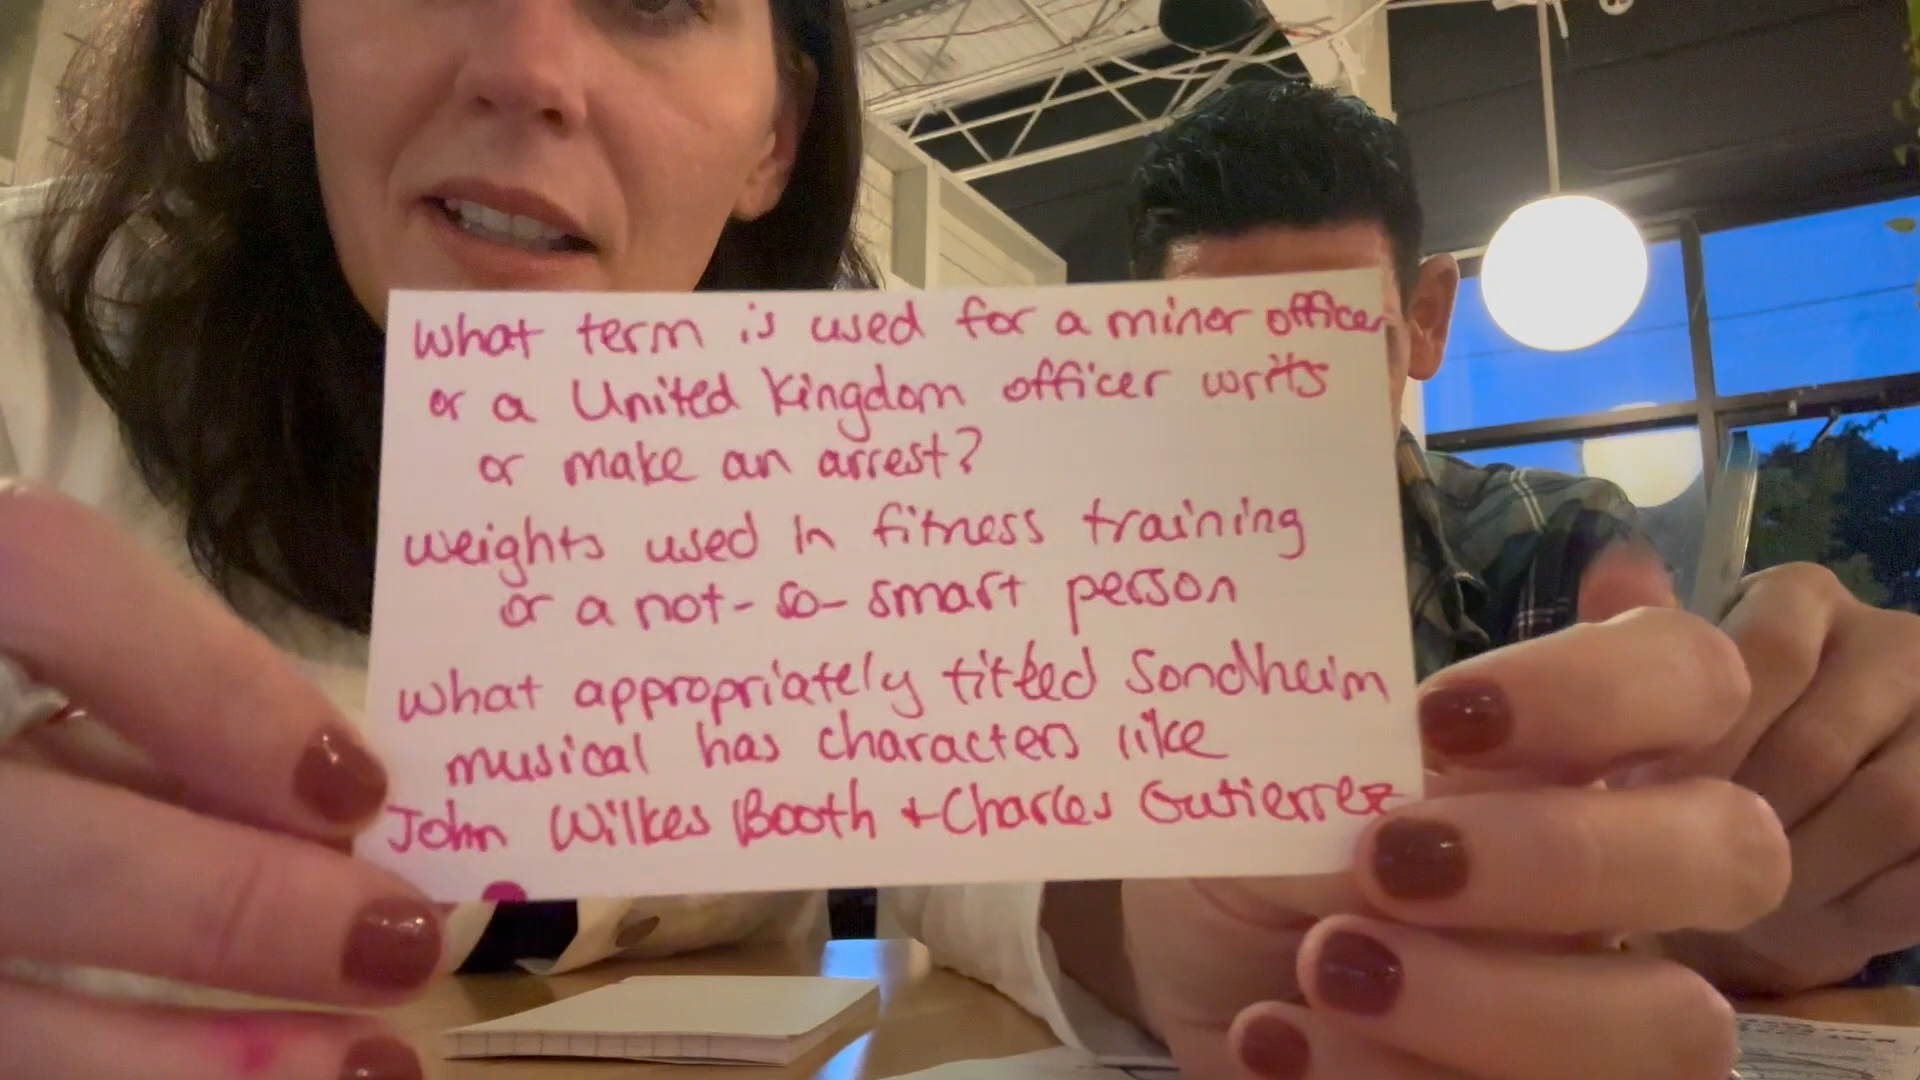 What term is used for a minor officer
or a United Kingdom officer writs
or make an arrest?
weights used in fitness training
or a not-so-smart person
What appropriately titled Sondheim
musical has characters like
John Wilkes Booth + Charles Gutierrez